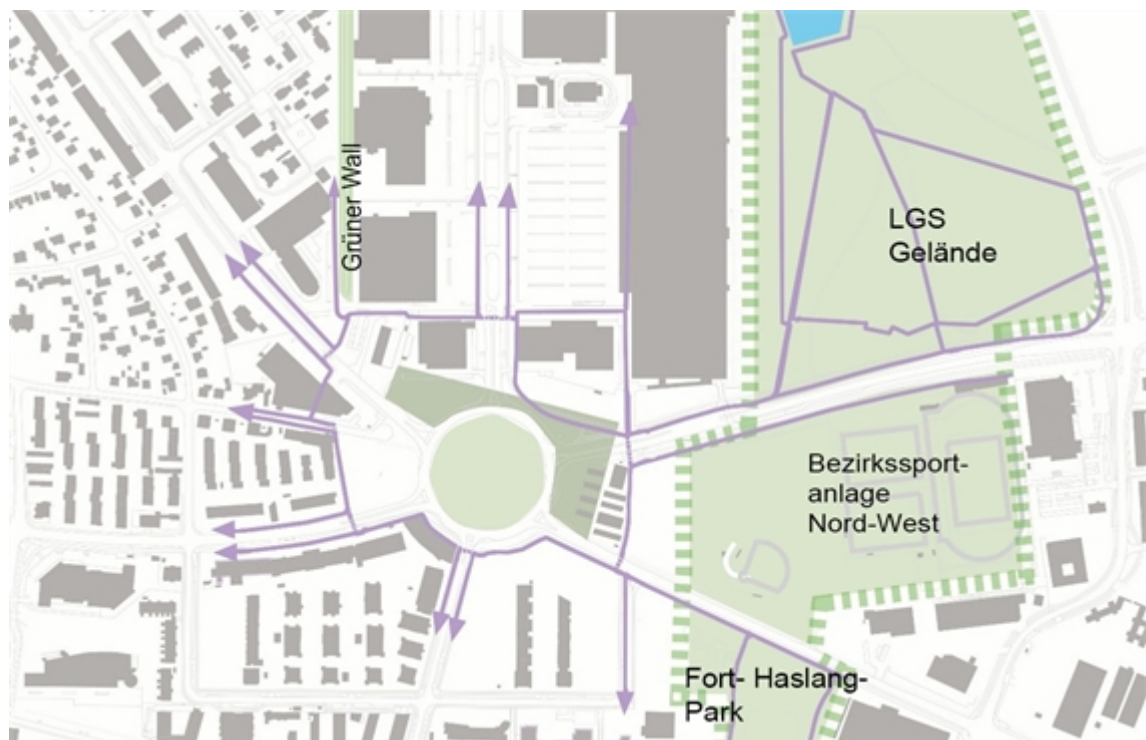 Grüner Wall
LGS
Gelände
Bezirkssport-
anlage
Nord-West
Fort- Haslang-
Park